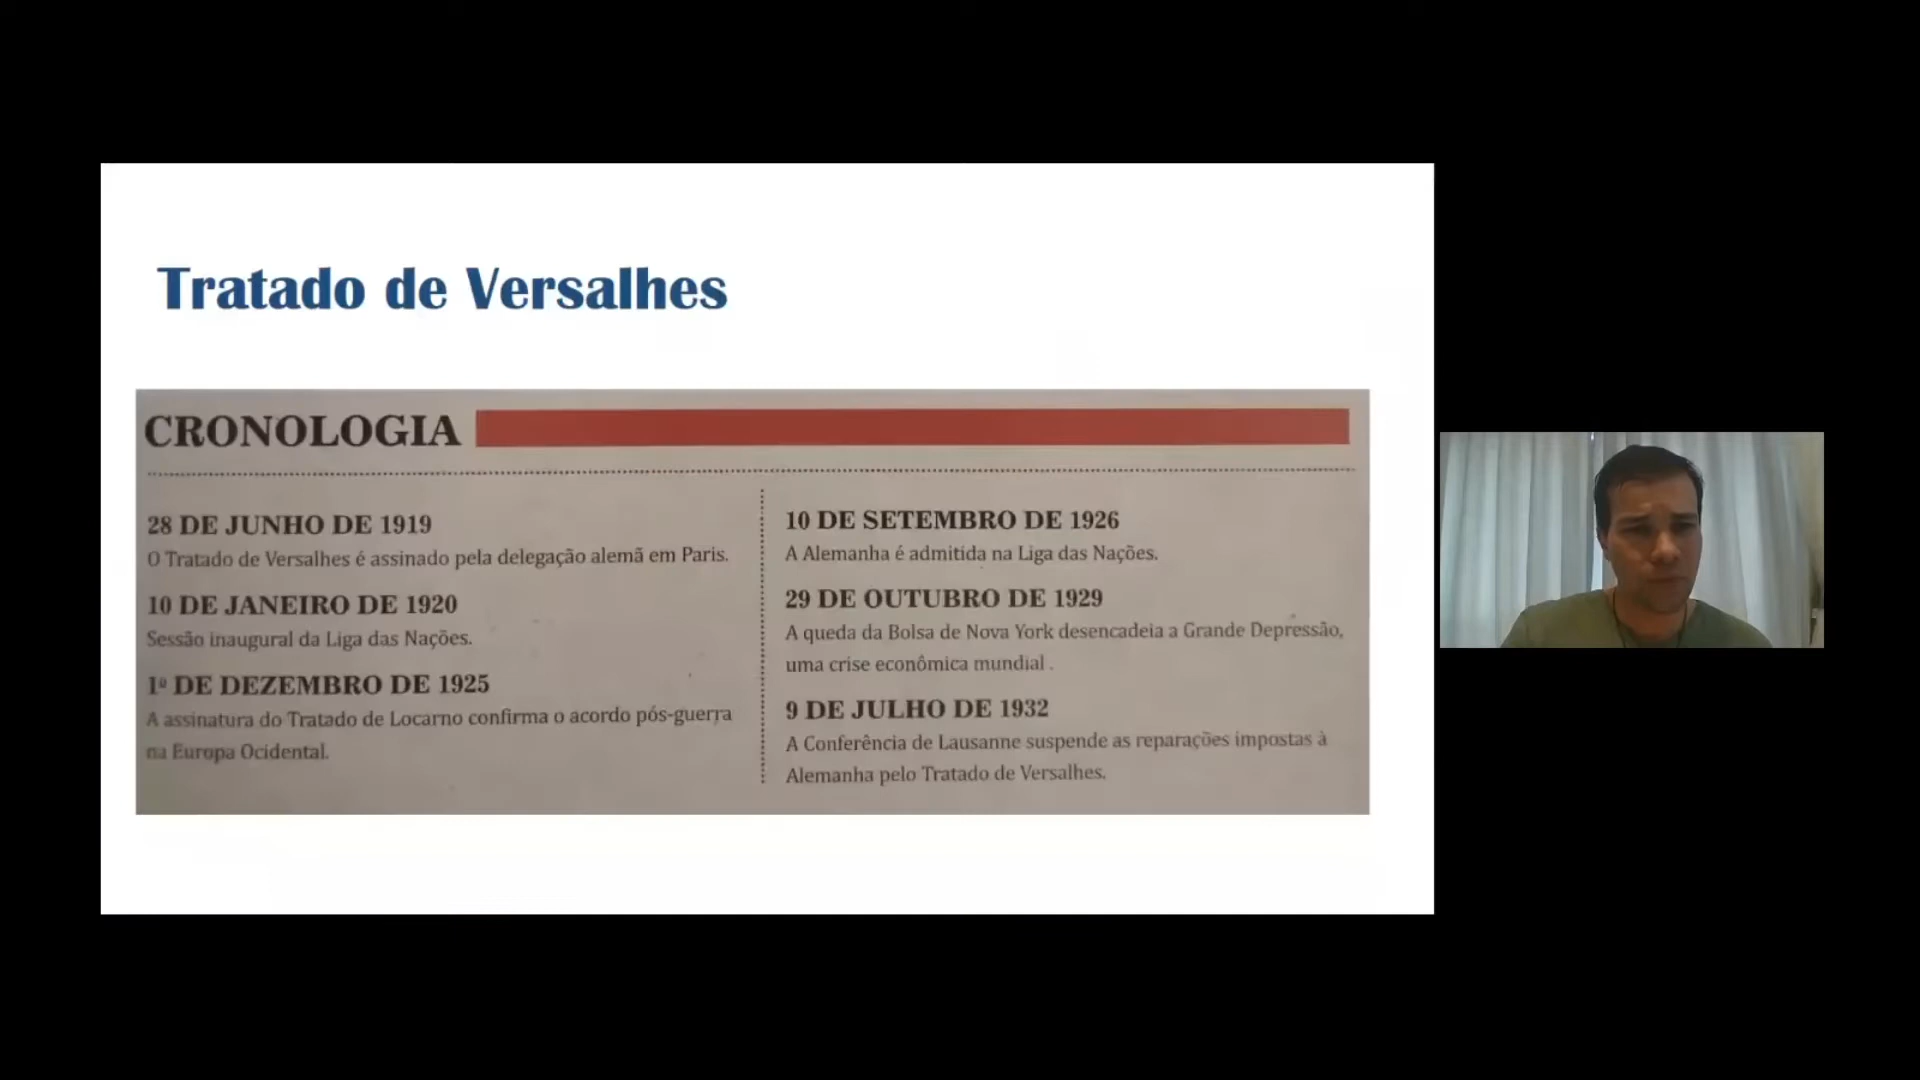 Tratado de Versalhes
CRONOLOGIA
28 DE JUNHO DE 1919
O Tratado de Versalhes é assinado pela delegação alemã em Paris.
10 DE JANEIRO DE 1920
Sessão inaugural da Liga das Nações.
1º DE DEZEMBRO DE 1925
A assinatura do Tratado de Locarno confirma o acordo pós-guerra
na Europa Ocidental.
10 DE SETEMBRO DE 1926
A Alemanha é admitida na Liga das Nações.
29 DE OUTUBRO DE 1929
A queda da Bolsa de Nova York desencadeia a Grande Depressão,
uma crise econômica mundial .
9 DE JULHO DE 1932
A Conferência de Lausanne suspende as reparações impostas à
Alemanha pelo Tratado de Versalhes.